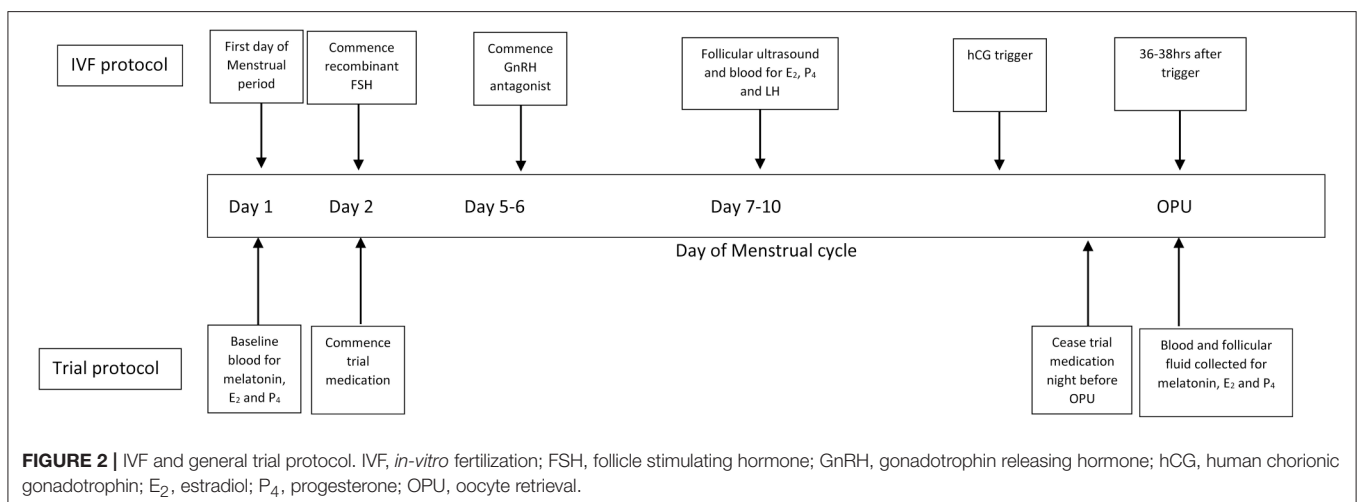 IVF protocol
First day of
Menstrual
period
Commence
recombinant
FSH
Commence
GnRH
antagonist
Follicular ultrasound
and blood for E₂, P₄
and LH
hCG trigger
36-38hrs after
trigger
Day 1
Day 2
Day 5-6
Day 7-10
OPU
Day of Menstrual cycle
Trial protocol
Baseline
blood for
melatonin,
E₂ and P₄
Commence
trial
medication
Cease trial
medication
night before
OPU
Blood and follicular
fluid collected for
melatonin, E₂ and P₄
FIGURE 2 | IVF and general trial protocol. IVF, in-vitro fertilization; FSH, follicle stimulating hormone; GnRH, gonadotrophin releasing hormone; hCG, human chorionic
gonadotrophin; E₂, estradiol; P₄, progesterone; OPU, oocyte retrieval.